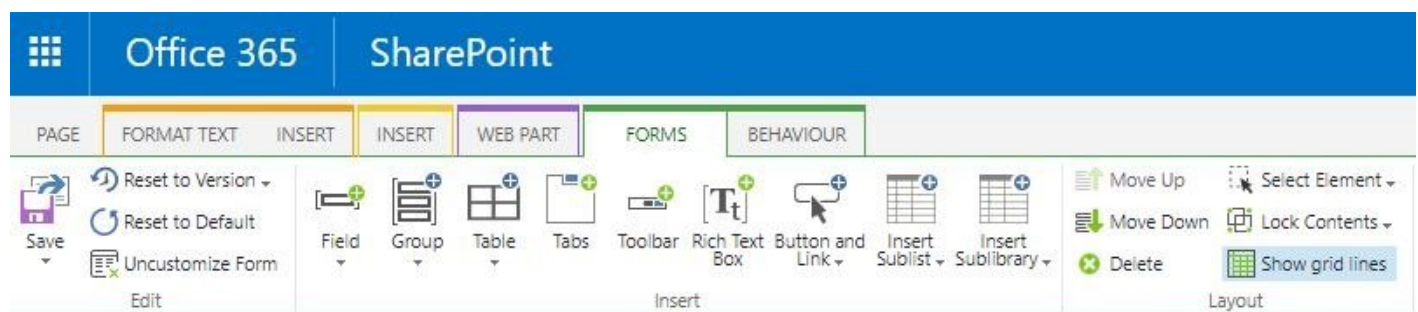 Office 365 SharePoint
PAGE FORMAT TEXT INSERT INSERT WEB PART FORMS BEHAVIOUR
Save
Reset to Version
Reset to Default
Uncustomize Form
Edit
Field
Group
Table
Tabs
Toolbar
Rich Text
Box
Button and
Link
Insert
Sublist
Insert
Sublibrary
Insert
Move Up
Move Down
Delete
Select Element
Lock Contents
Show grid lines
Layout